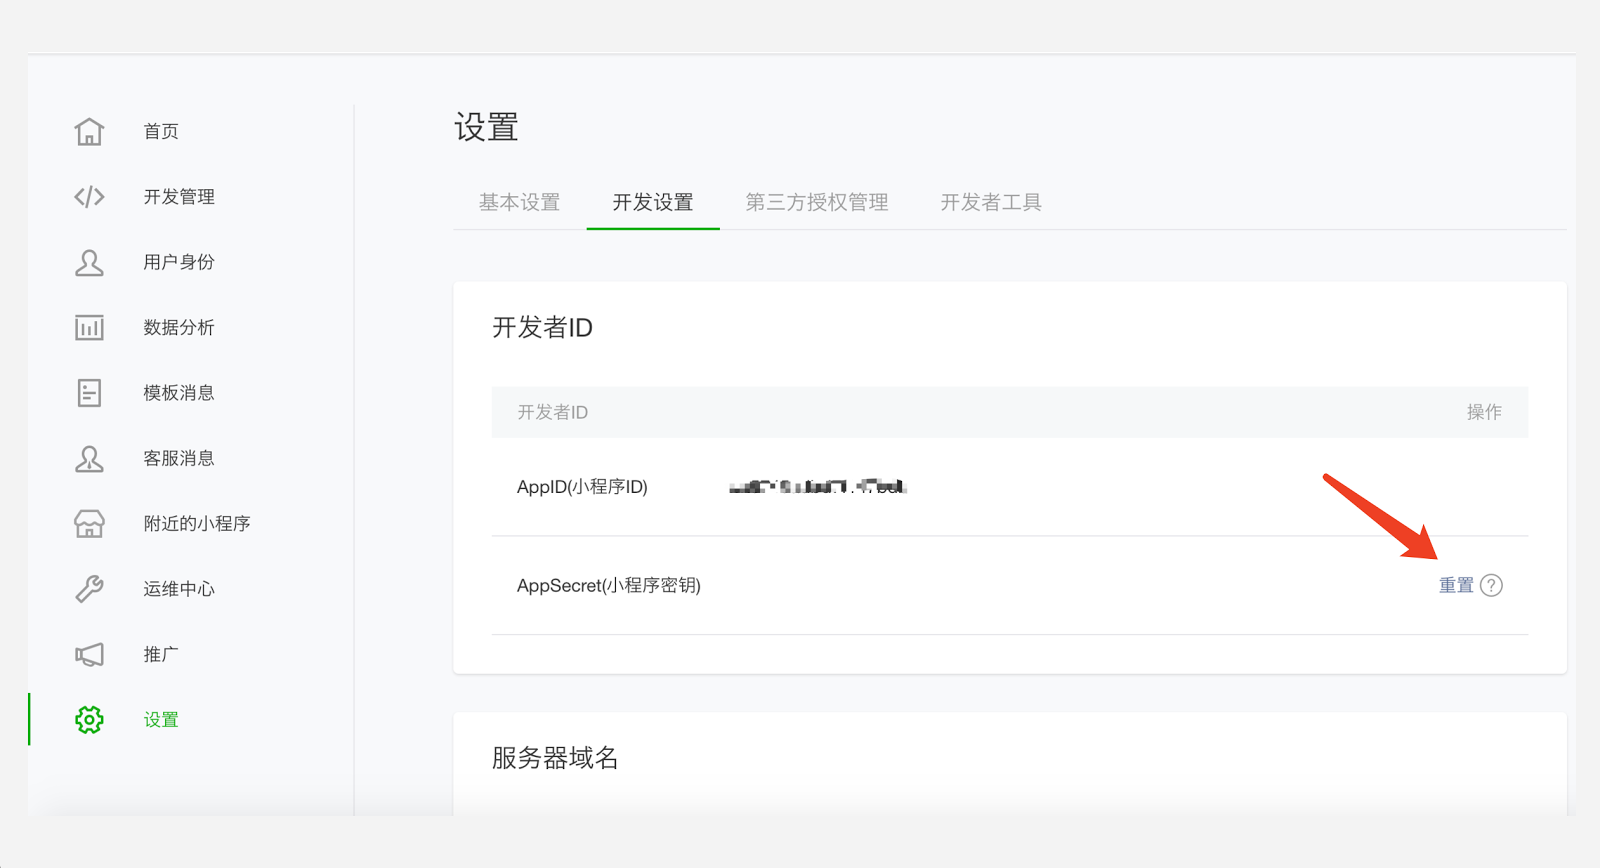 首页
开发管理
用户身份
数据分析
模板消息
客服消息
附近的小程序
运维中心
推广
设置
设置
基本设置 开发设置 第三方授权管理 开发者工具
开发者ID
开发者ID 操作
AppID(小程序ID)
AppSecret(小程序密钥) 重置 ?
服务器域名